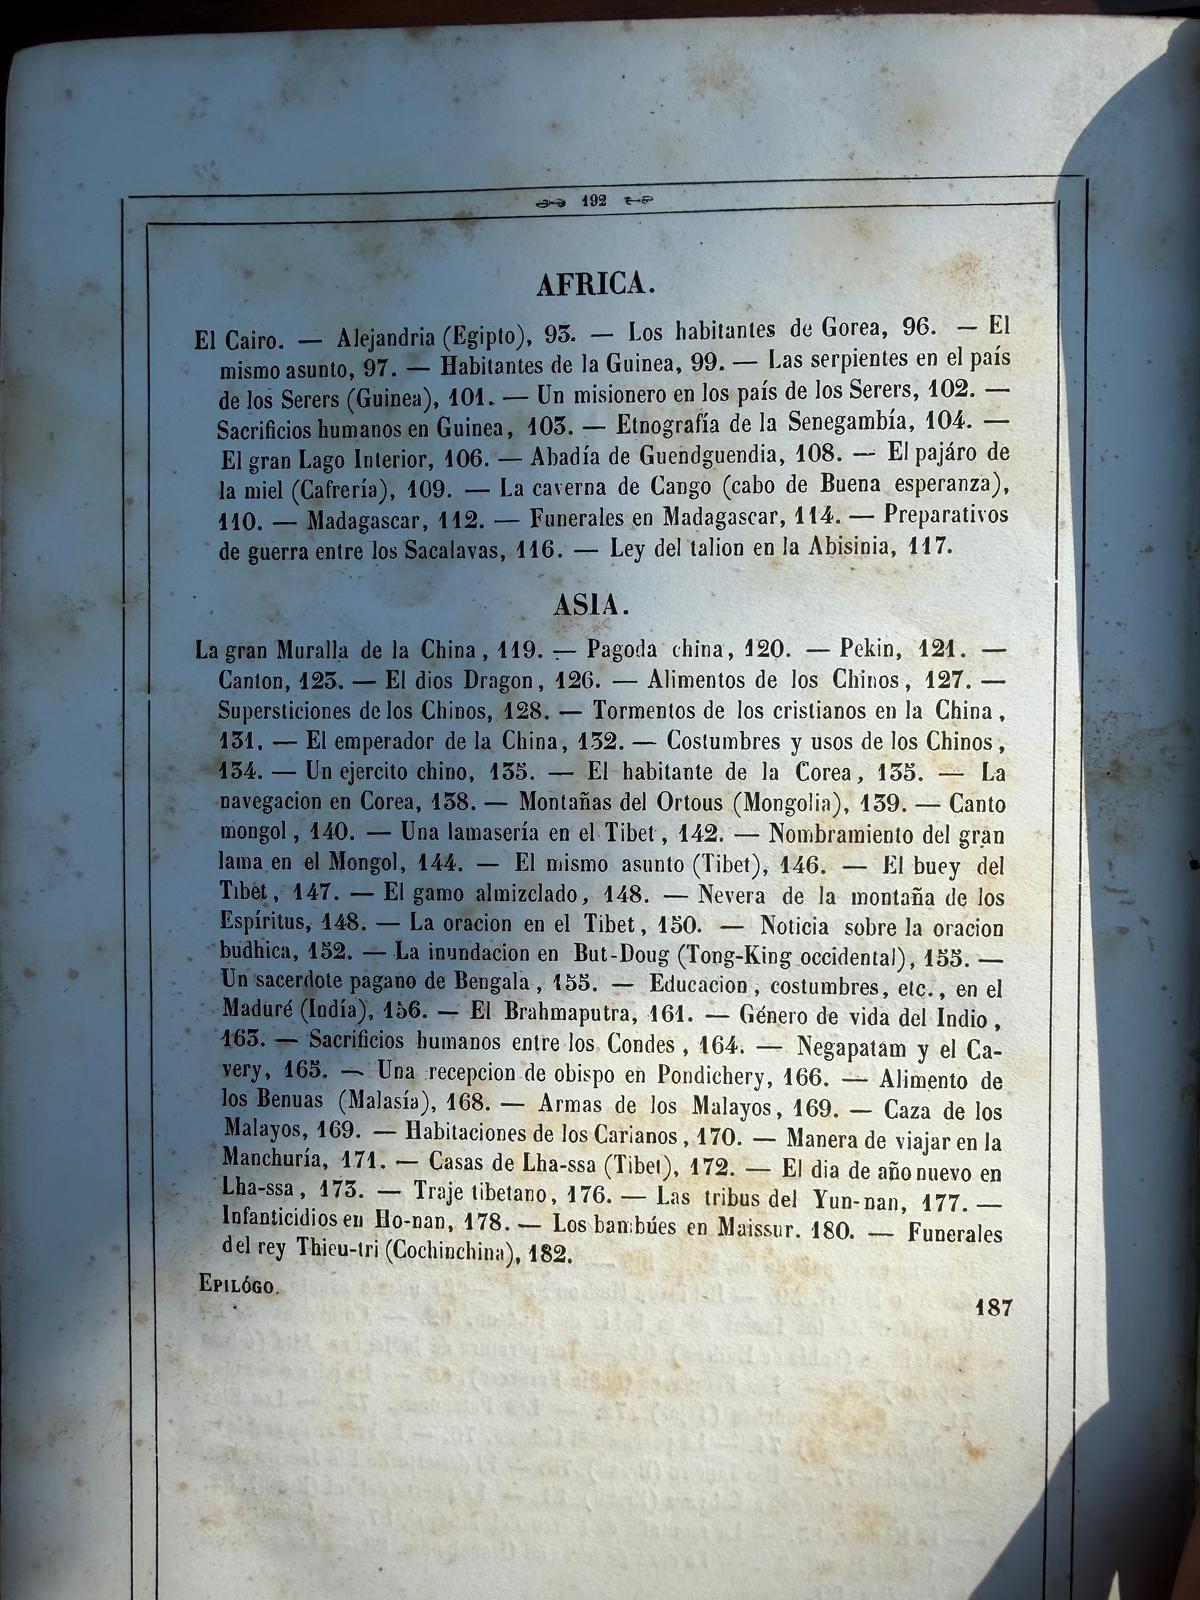 192
AFRICA.
El Cairo. — Alejandria (Egipto), 93. — Los habitantes de Gorea, 96. — El
mismo asunto, 97. — Habitantes de la Guinea, 99. — Las serpientes en el país
de los Serers (Guinea), 101. — Un misionero en los país de los Serers, 102. —
Sacrificios humanos en Guinea, 103. — Etnografía de la Senegambía, 104. —
El gran Lago Interior, 106. — Abadía de Guendguendia, 108. — El pajáro de
la miel (Cafrería), 109. — La caverna de Cango (cabo de Buena esperanza),
110. — Madagascar, 112. — Funerales en Madagascar, 114. — Preparativos
de guerra entre los Sacalavas, 116. — Ley del talion en la Abisinia, 117.
ASIA.
La gran Muralla de la China, 119. — Pagoda china, 120. — Pekin, 121. —
Canton, 123. — El dios Dragon, 126. — Alimentos de los Chinos, 127. —
Supersticiones de los Chinos, 128. — Tormentos de los cristianos en la China,
131. — El emperador de la China, 132. — Costumbres y usos de los Chinos,
134. — Un ejercito chino, 135. — El habitante de la Corea, 135. — La
navegacion en Corea, 138. — Montañas del Ortous (Mongolia), 139. — Canto
mongol, 140. — Una lamasería en el Tibet, 142. — Nombramiento del gran
lama en el Mongol, 144. — El mismo asunto (Tibet), 146. — El buey del
Tibet, 147. — El gamo almizclado, 148. — Nevera de la montaña de los
Espíritus, 148. — La oracion en el Tibet, 150. — Noticia sobre la oracion
budhica, 152. — La inundacion en But-Doug (Tong-King occidental), 155. —
Un sacerdote pagano de Bengala, 155. — Educacion, costumbres, etc., en el
Maduré (Indía), 156. — El Brahmaputra, 161. — Género de vida del Indio,
163. — Sacrificios humanos entre los Condes, 164. — Negapatam y el Ca-
very, 165. — Una recepcion de obispo en Pondichery, 166. — Alimento de
los Benuas (Malasía), 168. — Armas de los Malayos, 169. — Caza de los
Malayos, 169. — Habitaciones de los Carianos, 170. — Manera de viajar en la
Manchuría, 171. — Casas de Lha-ssa (Tibet), 172. — El dia de año nuevo en
Lha-ssa, 173. — Traje tibetano, 176. — Las tribus del Yun-nan, 177. —
Infanticidios en Ho-nan, 178. — Los bambúes en Maissur. 180. — Funerales
del rey Thieu-tri (Cochinchina), 182.
EPILÓGO.
187